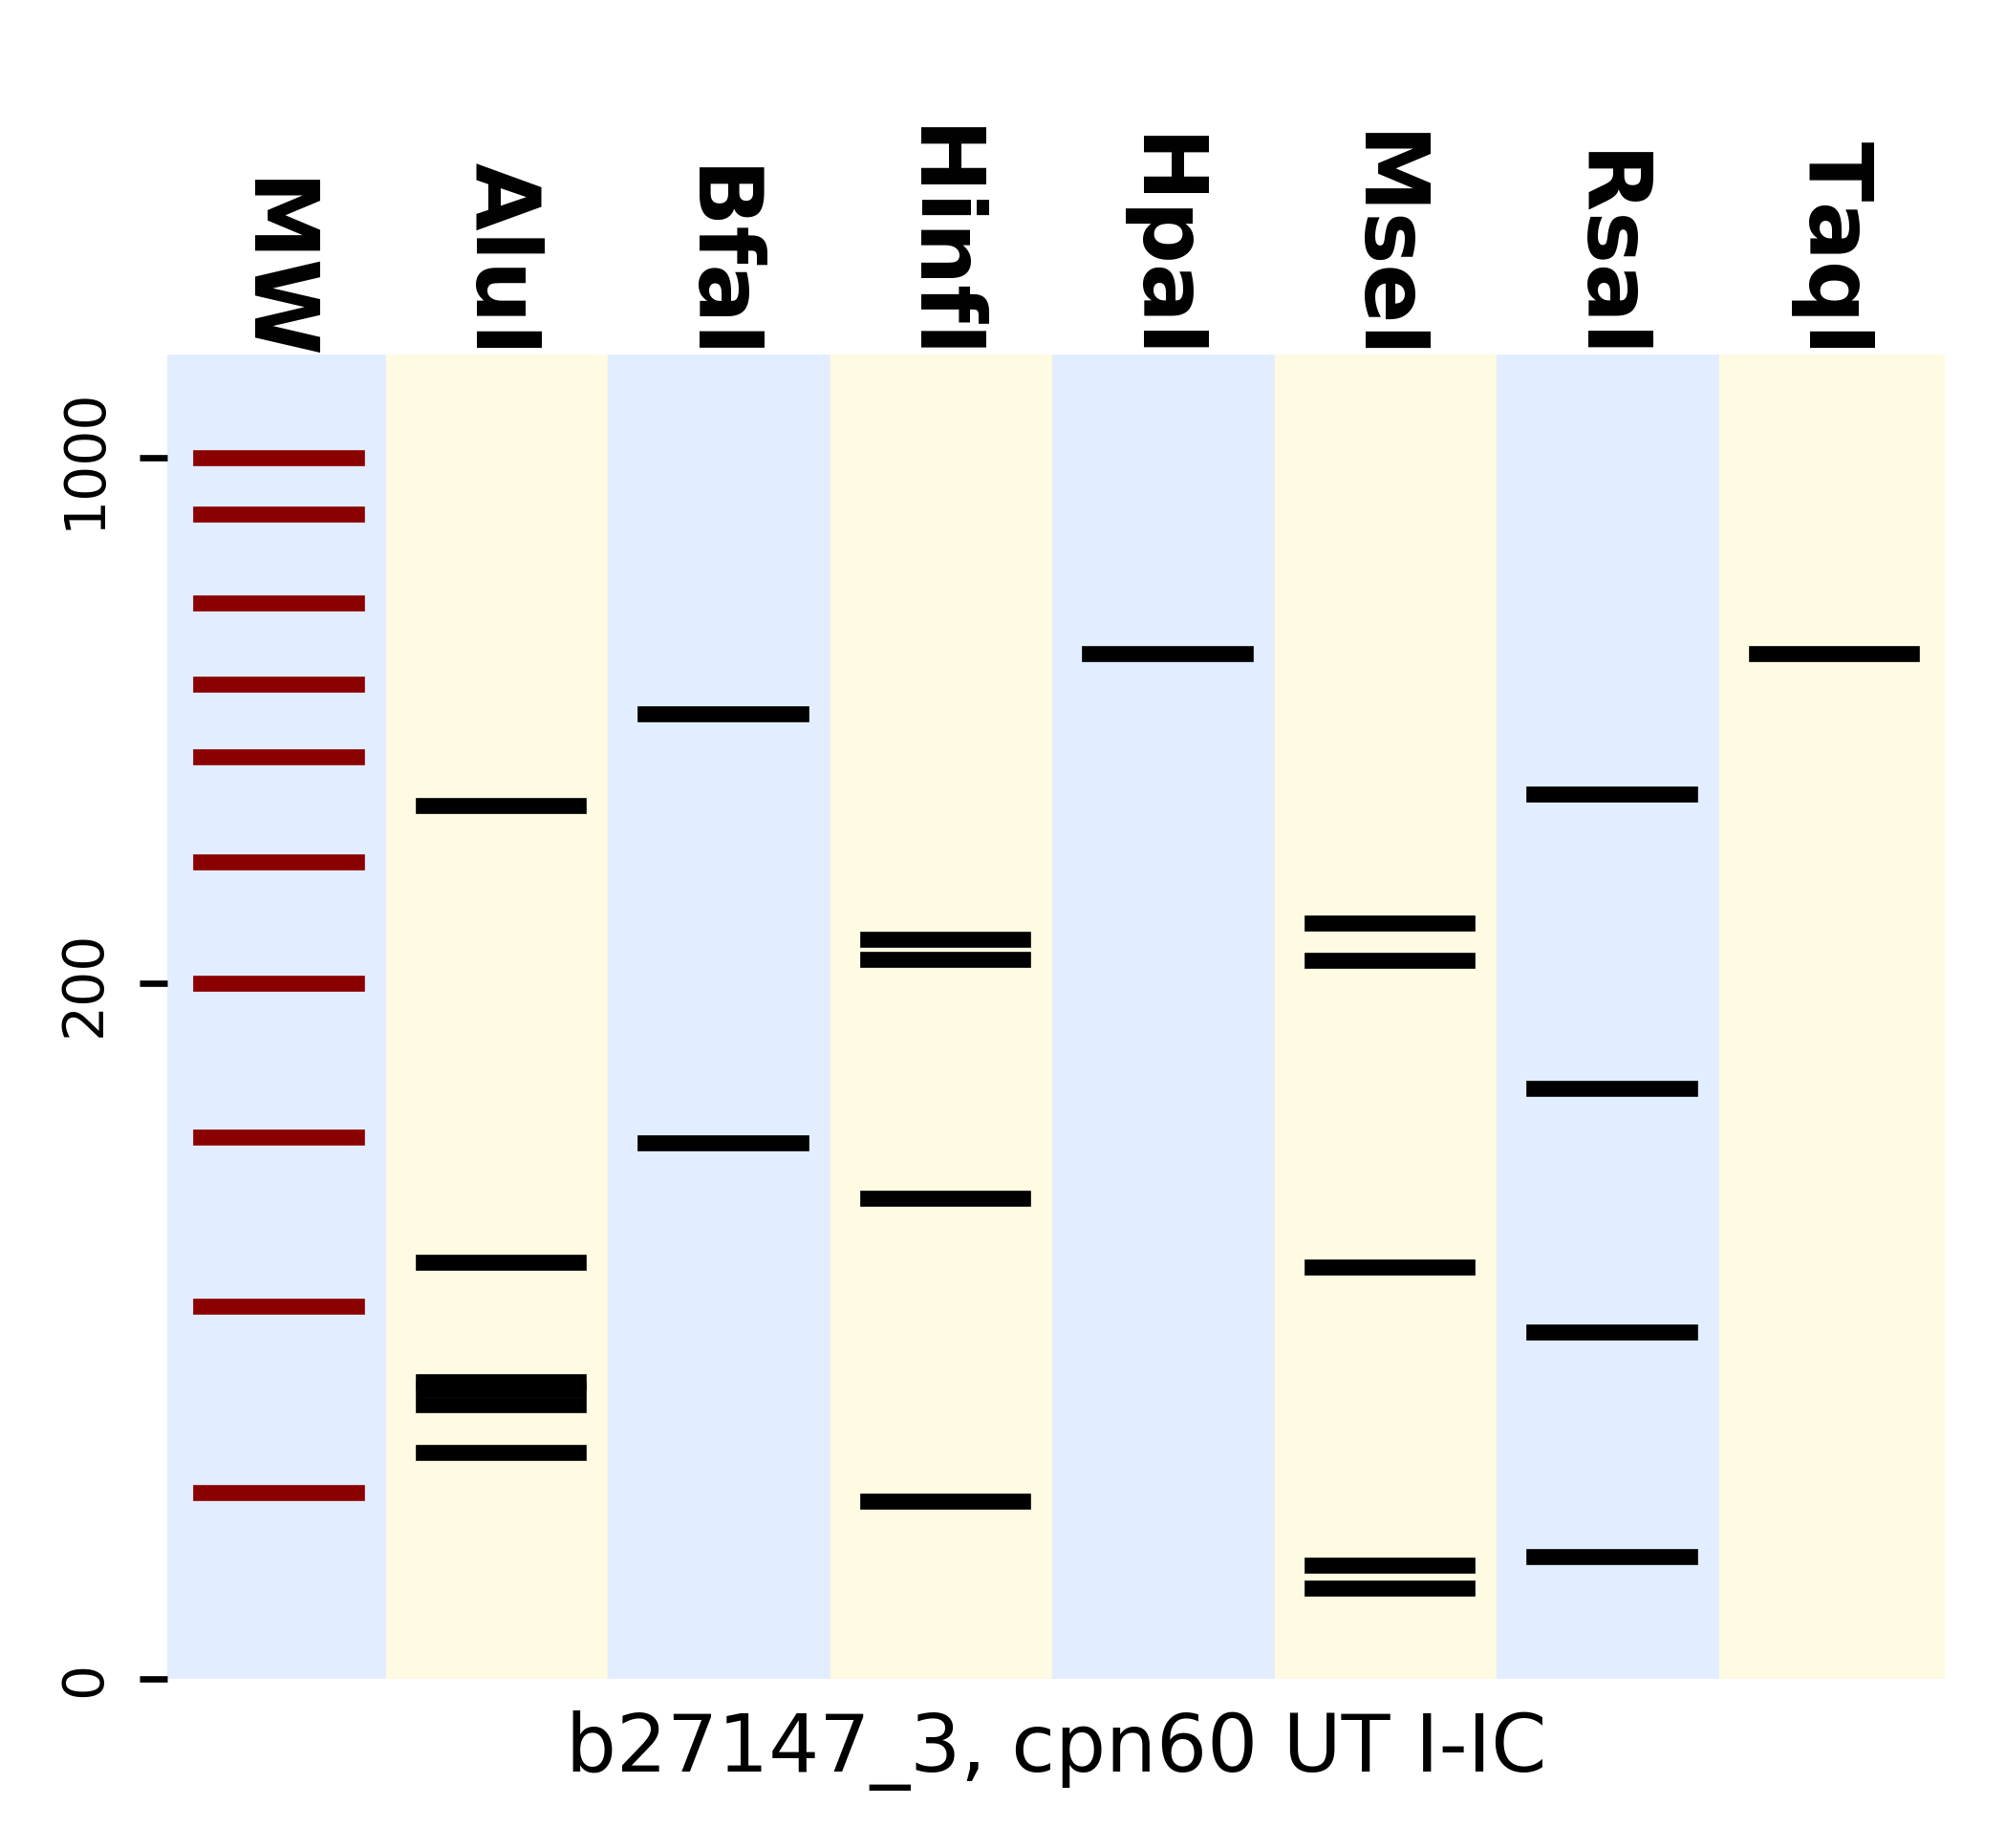 MW
AluI
BfaI
HinfI
HpaI
MseI
RsaI
TaqI
1000
200
0
b27147_3, cpn60 UT I-IC